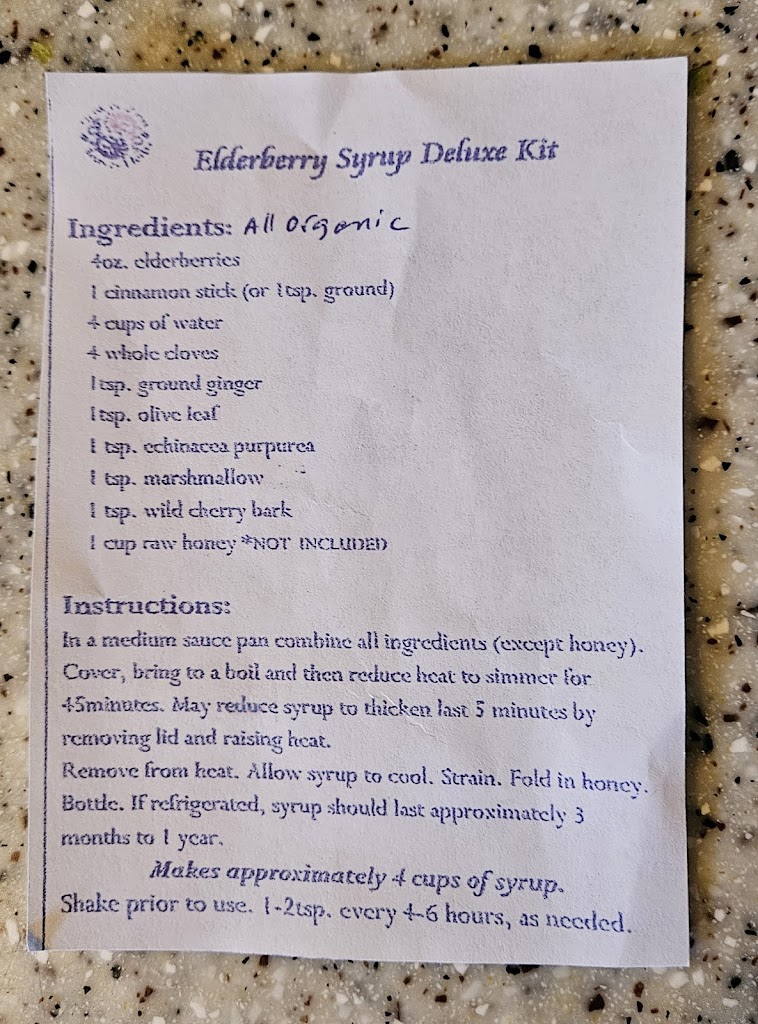 Elderberry Syrup Deluxe Kit
Ingredients: All Organic
4oz. elderberries
1 cinnamon stick (or 1tsp. ground)
4 cups of water
4 whole cloves
1tsp. ground ginger
1tsp. olive leaf
1 tsp. echinacea purpurea
1 tsp. marshmallow
1 tsp. wild cherry bark
1 cup raw honey *NOT INCLUDED
Instructions:
In a medium sauce pan combine all ingredients (except honey).
Cover, bring to a boil and then reduce heat to simmer for
45minutes. May reduce syrup to thicken last 5 minutes by
removing lid and raising heat.
Remove from heat. Allow syrup to cool. Strain. Fold in honey.
Bottle. If refrigerated, syrup should last approximately 3
months to 1 year.
Makes approximately 4 cups of syrup.
Shake prior to use. 1-2tsp. every 4-6 hours, as needed.